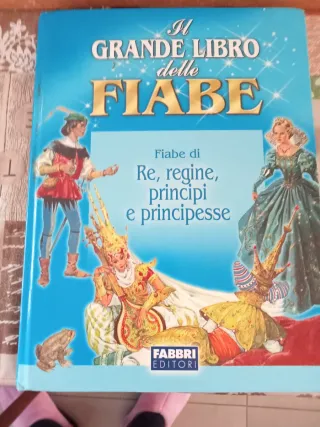 Il
GRANDE LIBRO
delle
FIABE
Fiabe di
Re, regine,
principi
e principesse
FABBRI
EDITORI